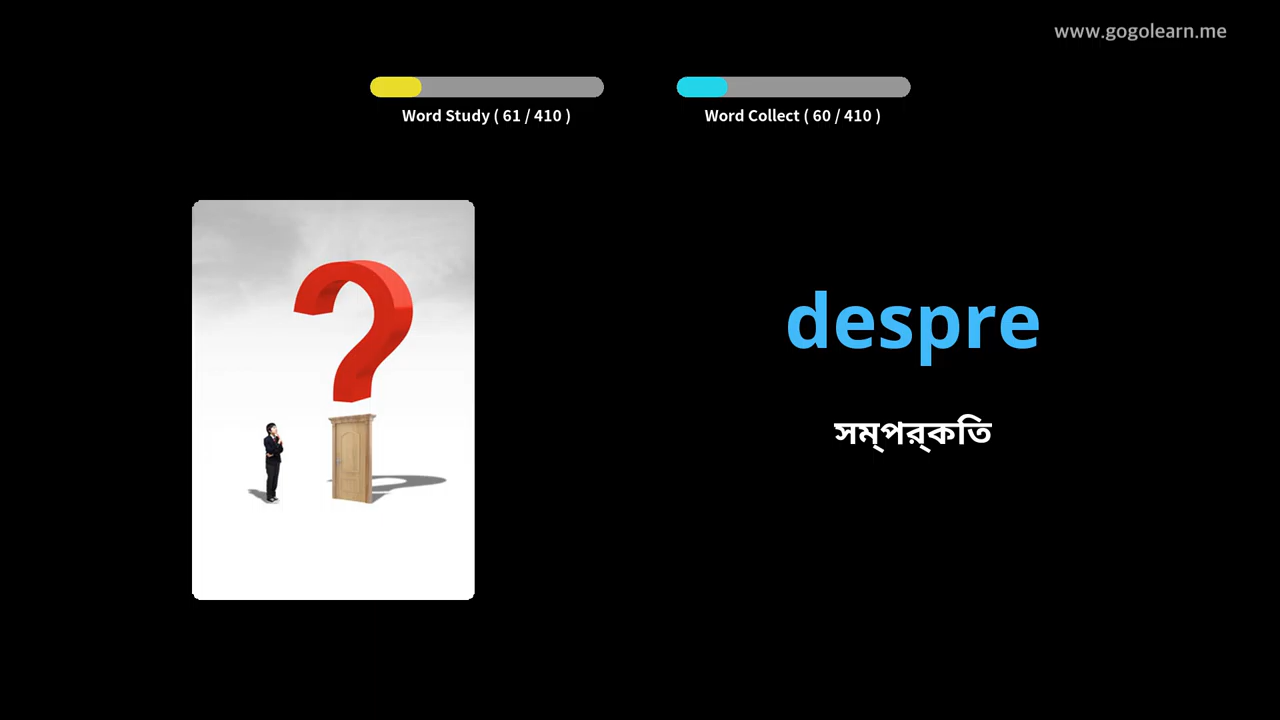 www.gogolearn.me
Word Study ( 61 / 410 )
Word Collect ( 60 / 410 )
despre
সম্পর্কতি